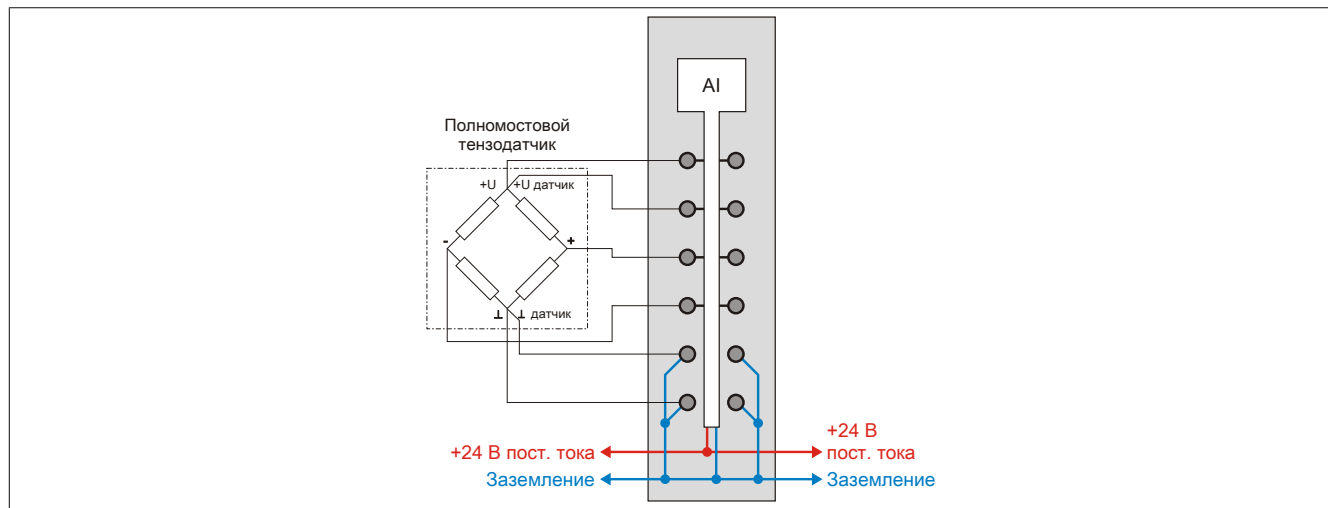 AI
Полномостовой
тензодатчик
+U +U датчик
- +
⊥ ⊥ датчик
+24 В пост. тока
+24 В
пост. тока
Заземление
Заземление